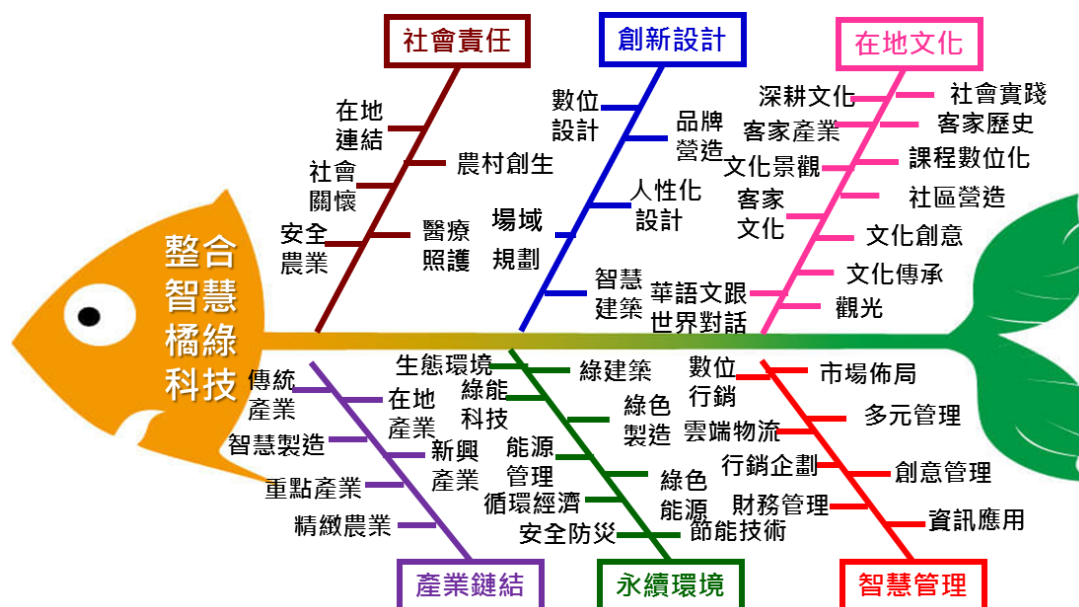 社會責任
創新設計
在地文化
在地
連結
社會
關懷
安全
農業
農村創生
醫療
照護
數位
設計
場域
規劃
品牌
營造
人性化
設計
智慧
建築
深耕文化
客家產業
文化景觀
客家
文化
華語文跟
世界對話
社會實踐
客家歷史
課程數位化
社區營造
文化創意
文化傳承
觀光
整合
智慧
橘綠
科技
傳統
產業
智慧製造
重點產業
精緻農業
在地
產業
新興
產業
生態環境
綠能
科技
能源
管理
循環經濟
安全防災
綠建築
綠色
製造
綠色
能源
節能技術
數位
行銷
雲端物流
行銷企劃
財務管理
市場佈局
多元管理
創意管理
資訊應用
產業鏈結
永續環境
智慧管理